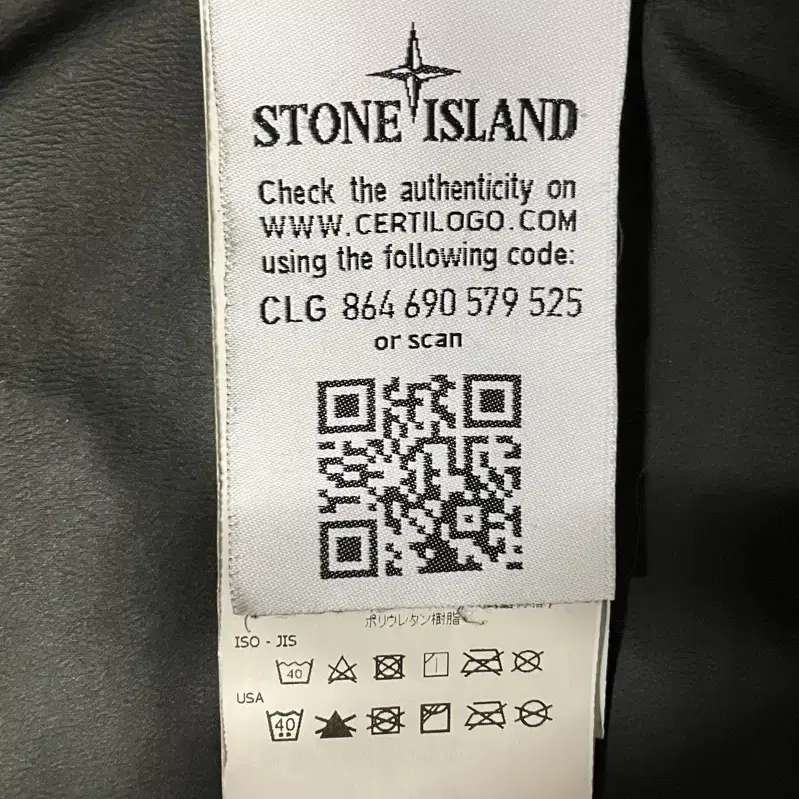 STONE ISLAND
Check the authenticity on
WWW.CERTILOGO.COM
using the following code:
CLG 864 690 579 525
or scan
ポリウレタン樹脂
ISO - JIS
40
USA
40